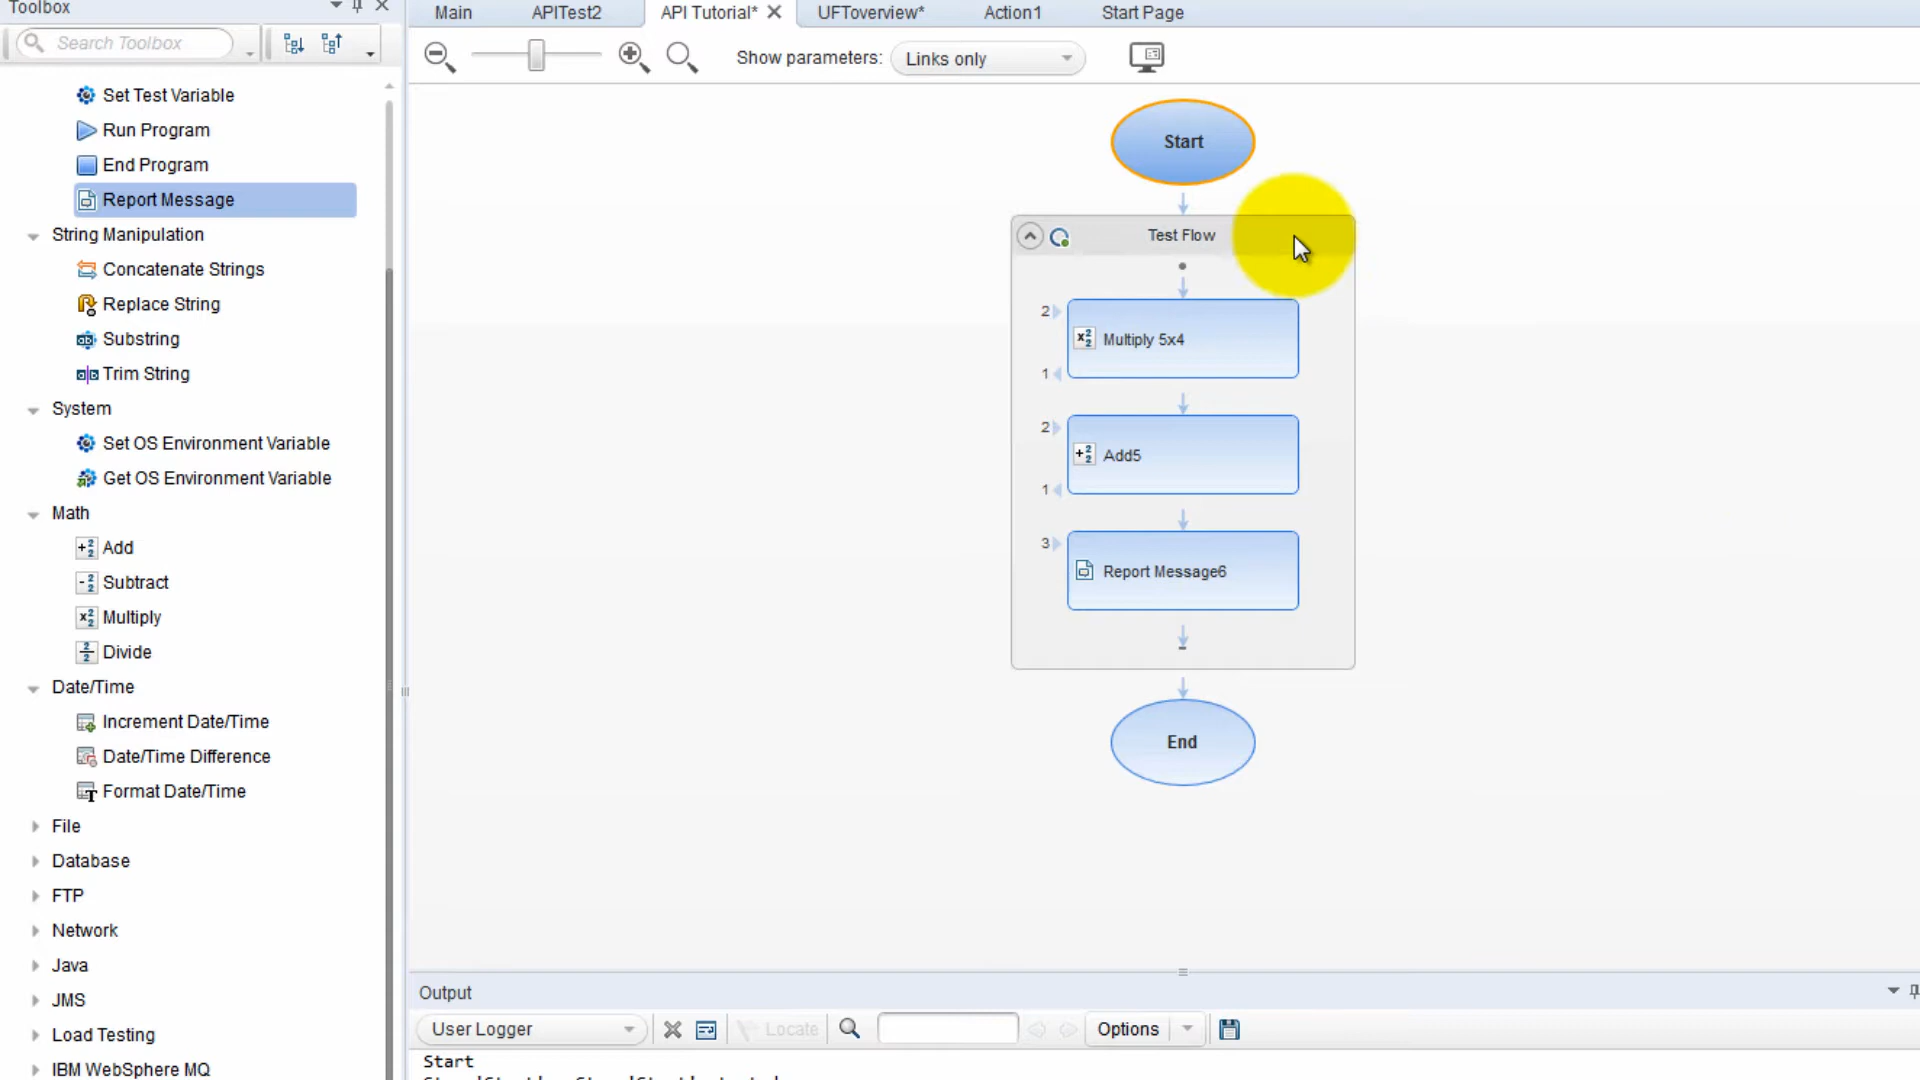 Toolbox
Main
APITest2
API Tutorial*
UFToverview*
Action1
Start Page
Search Toolbox
Show parameters:
Links only
Set Test Variable
Run Program
End Program
Report Message
String Manipulation
Concatenate Strings
Replace String
Substring
Trim String
System
Set OS Environment Variable
Get OS Environment Variable
Math
Add
Subtract
Multiply
Divide
Date/Time
Increment Date/Time
Date/Time Difference
Format Date/Time
File
Database
FTP
Network
Java
JMS
Load Testing
IBM WebSphere MQ
Start
Test Flow
2
Multiply 5x4
1
2
Add5
1
3
Report Message6
End
Output
User Logger
Locate
Options
Start